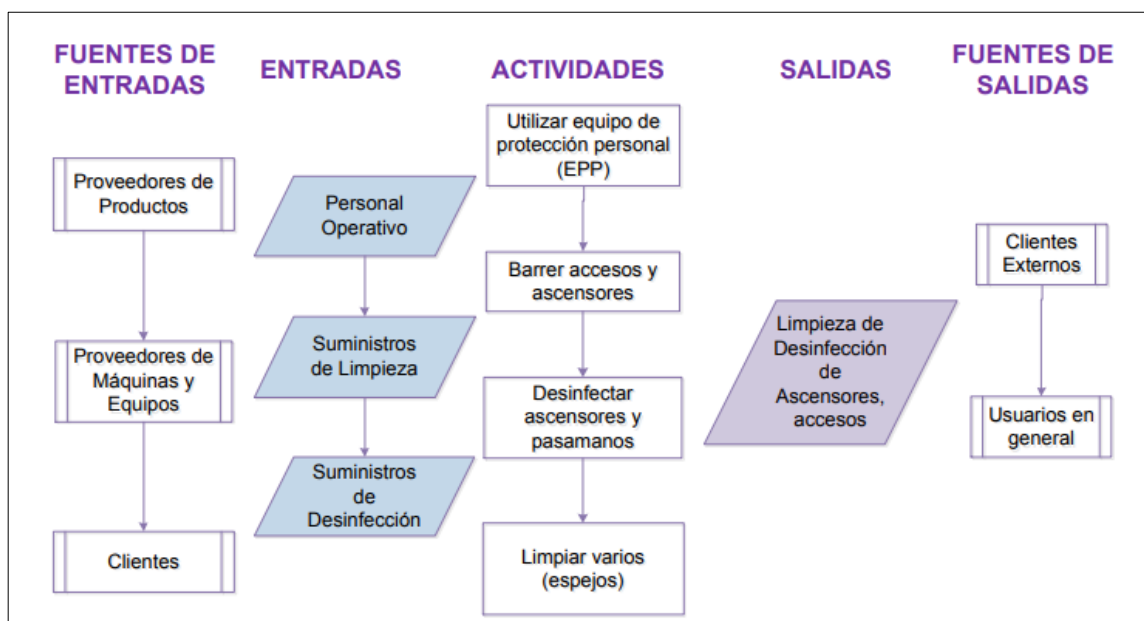 FUENTES DE
ENTRADAS
ENTRADAS
ACTIVIDADES
SALIDAS
FUENTES DE
SALIDAS
Proveedores de
Productos
Proveedores de
Máquinas y
Equipos
Clientes
Personal
Operativo
Suministros
de Limpieza
Suministros
de
Desinfección
Utilizar equipo de
protección personal
(EPP)
Barrer accesos y
ascensores
Desinfectar
ascensores y
pasamanos
Limpiar varios
(espejos)
Limpieza de
Desinfección
de
Ascensores,
accesos
Clientes
Externos
Usuarios en
general